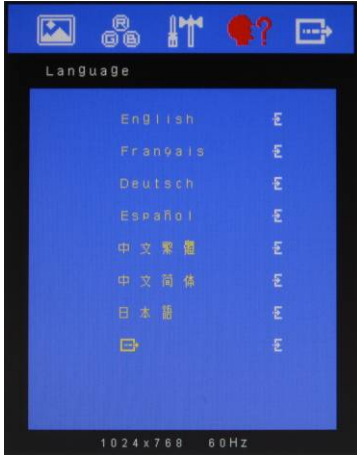 R G B
?
Language
English
Français
Deutsch
Español
中文繁體
中文简体
日本語
1024x768 60Hz